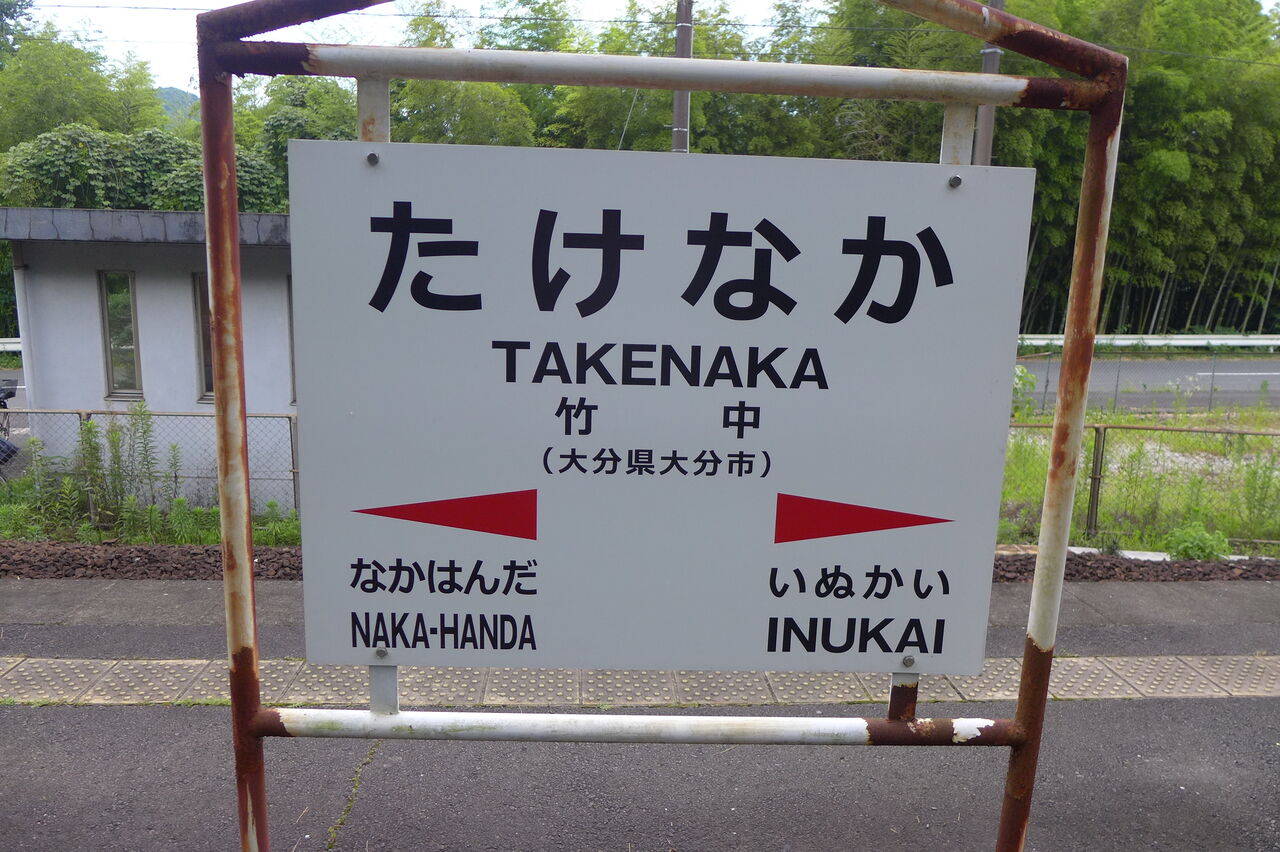 たけなか
TAKENAKA
竹 中
(大分県大分市)
なかはんだ いぬかい
NAKA-HANDA INUKAI